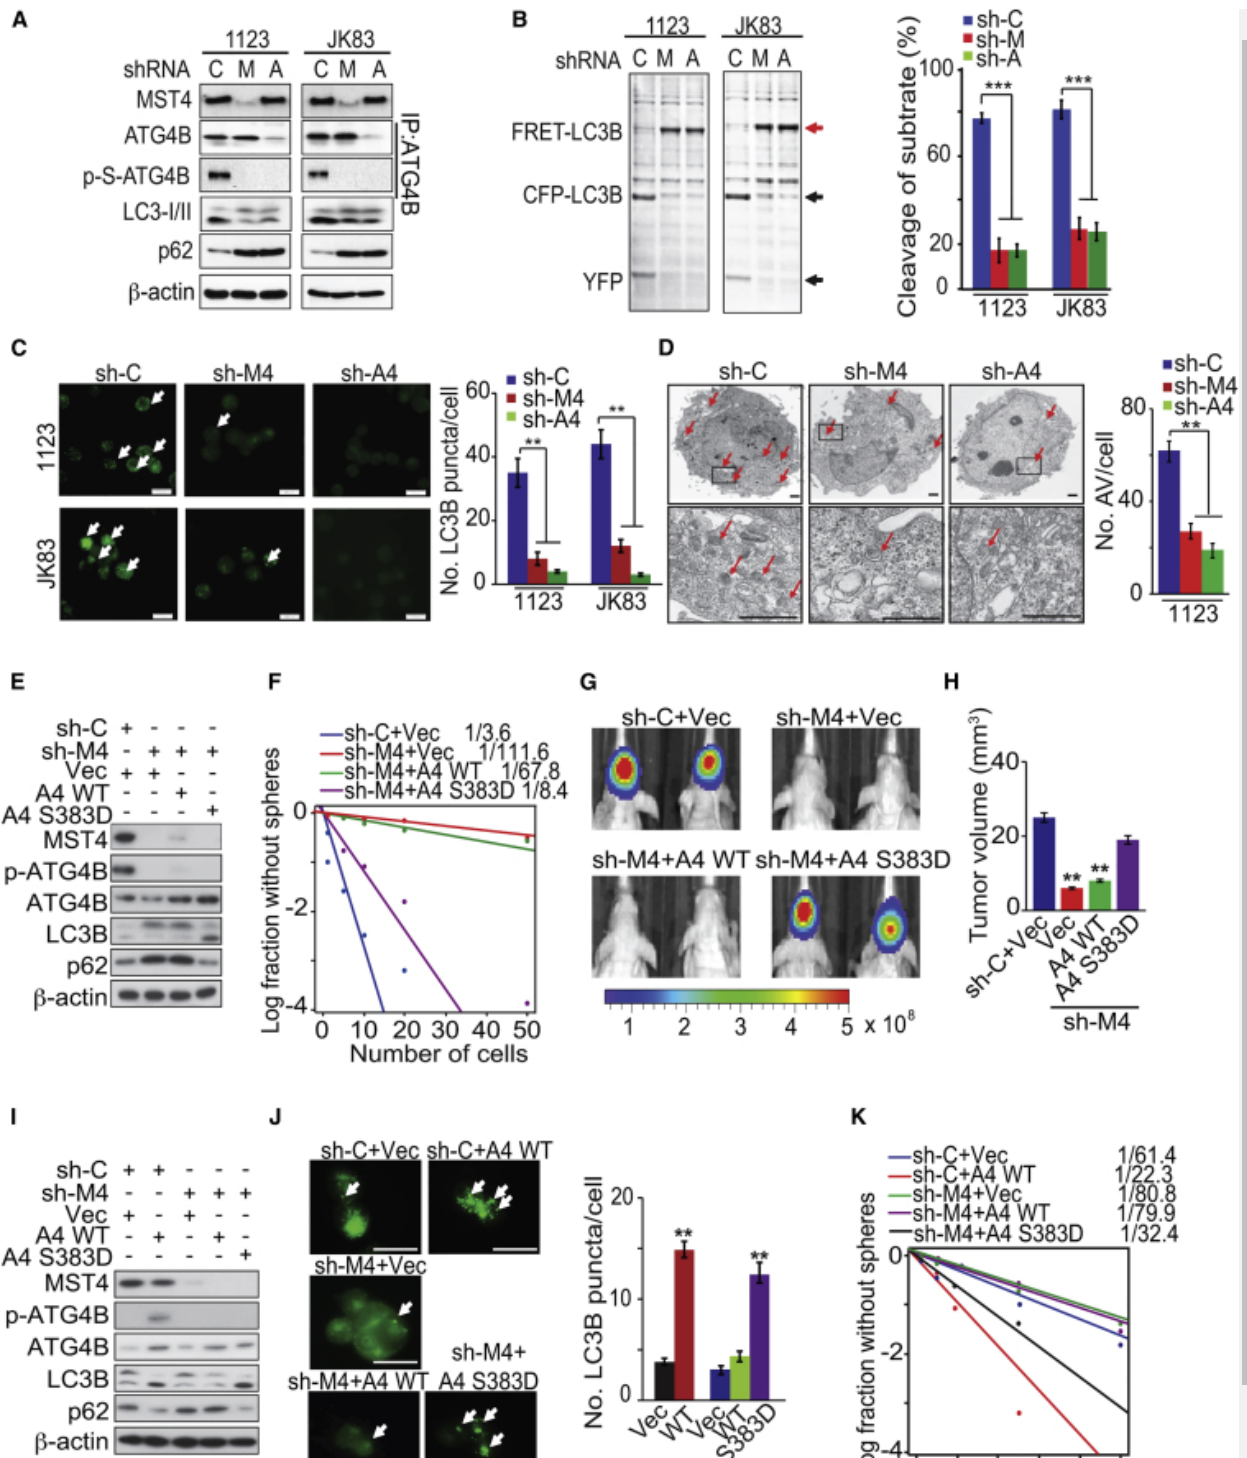 A
1123 JK83
shRNA C M A C M A
MST4
ATG4B
p-S-ATG4B
LC3-I/II
p62
β-actin
IP:ATG4B
B
1123 JK83
shRNA C M A C M A
FRET-LC3B
CFP-LC3B
YFP
sh-C
sh-M
sh-A
Cleavage of subtrate (%)
100
60
20
0
*** ***
1123 JK83
C
sh-C sh-M4 sh-A4
1123
JK83
No. LC3B puncta/cell
60
40
20
0
sh-C
sh-M4
sh-A4
** **
1123 JK83
D
sh-C sh-M4 sh-A4
sh-C
sh-M4
sh-A4
No. AV/cell
80
40
0
**
1123
E
sh-C + - - -
sh-M4 - + + +
Vec + + - -
A4 WT - - + -
A4 S383D - - - +
MST4
p-ATG4B
ATG4B
LC3B
p62
β-actin
F
sh-C+Vec 1/3.6
sh-M4+Vec 1/111.6
sh-M4+A4 WT 1/67.8
sh-M4+A4 S383D 1/8.4
Log fraction without spheres
0
-2
-4
0 10 20 30 40 50
Number of cells
G
sh-C+Vec sh-M4+Vec
sh-M4+A4 WT sh-M4+A4 S383D
1 2 3 4 5 x 10⁸
H
Tumor volume (mm³)
40
20
0
** **
sh-C+Vec
Vec
A4 WT
A4 S383D
sh-M4
I
sh-C + + - - -
sh-M4 - - + + +
Vec + - + - -
A4 WT - + - + -
A4 S383D - - - - +
MST4
p-ATG4B
ATG4B
LC3B
p62
β-actin
J
sh-C+Vec sh-C+A4 WT
sh-M4+Vec
sh-M4+A4 WT
sh-M4+
A4 S383D
No. LC3B puncta/cell
20
10
0
** **
Vec
WT
Vec
WT
S383D
K
sh-C+Vec 1/61.4
sh-C+A4 WT 1/22.3
sh-M4+Vec 1/80.8
sh-M4+A4 WT 1/79.9
sh-M4+A4 S383D 1/32.4
og fraction without spheres
0
-2
-4